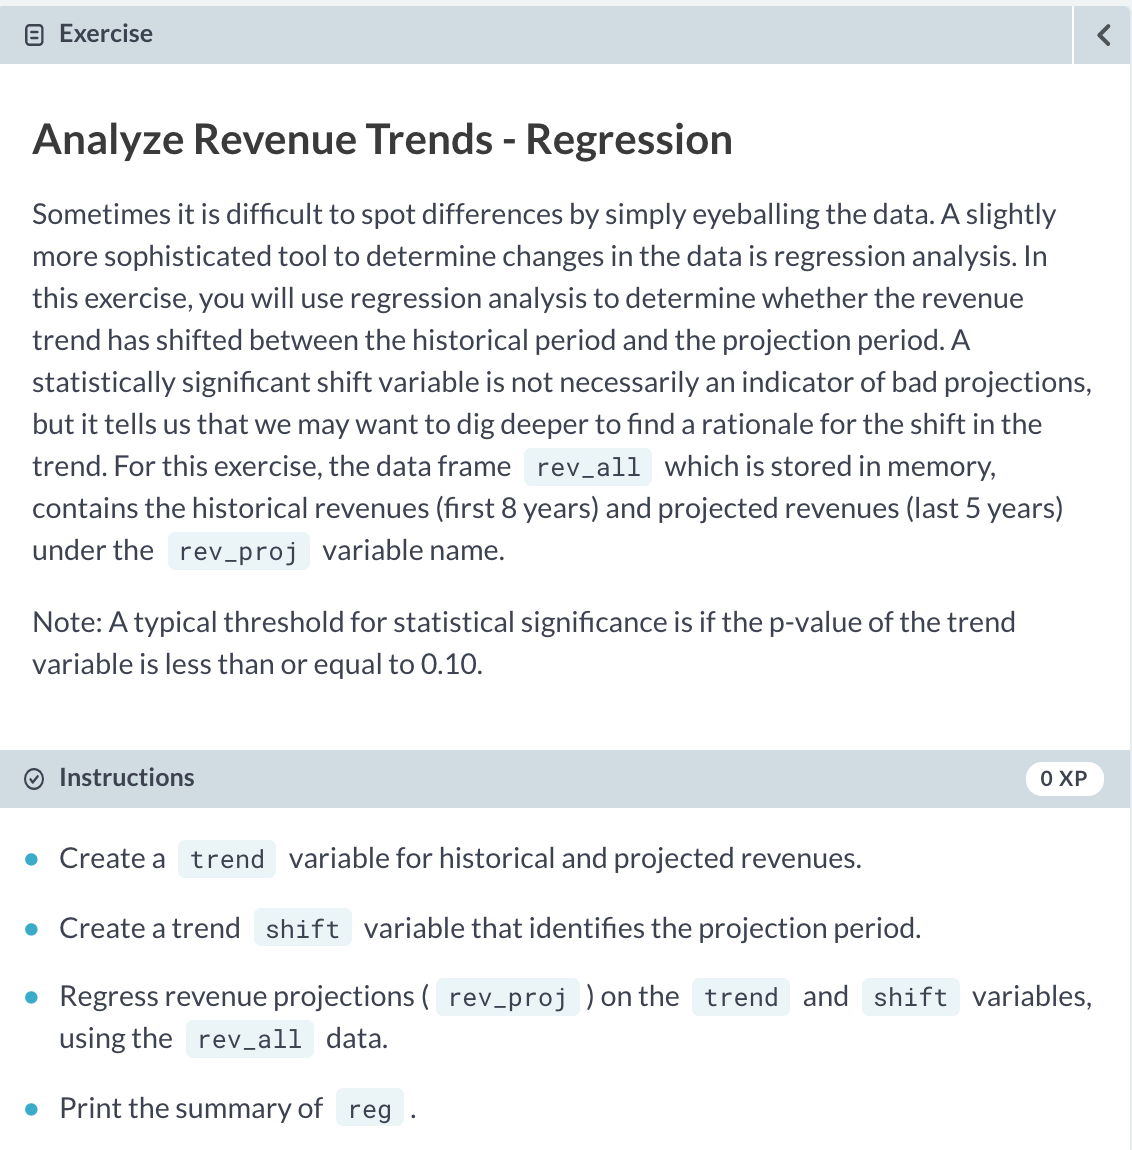 Exercise
Analyze Revenue Trends - Regression
Sometimes it is difficult to spot differences by simply eyeballing the data. A slightly
more sophisticated tool to determine changes in the data is regression analysis. In
this exercise, you will use regression analysis to determine whether the revenue
trend has shifted between the historical period and the projection period. A
statistically significant shift variable is not necessarily an indicator of bad projections,
but it tells us that we may want to dig deeper to find a rationale for the shift in the
trend. For this exercise, the data frame rev_all which is stored in memory,
contains the historical revenues (first 8 years) and projected revenues (last 5 years)
under the rev_proj variable name.
Note: A typical threshold for statistical significance is if the p-value of the trend
variable is less than or equal to 0.10.
Instructions
0 XP
Create a trend variable for historical and projected revenues.
Create a trend shift variable that identifies the projection period.
Regress revenue projections ( rev_proj ) on the trend and shift variables,
using the rev_all data.
Print the summary of reg .